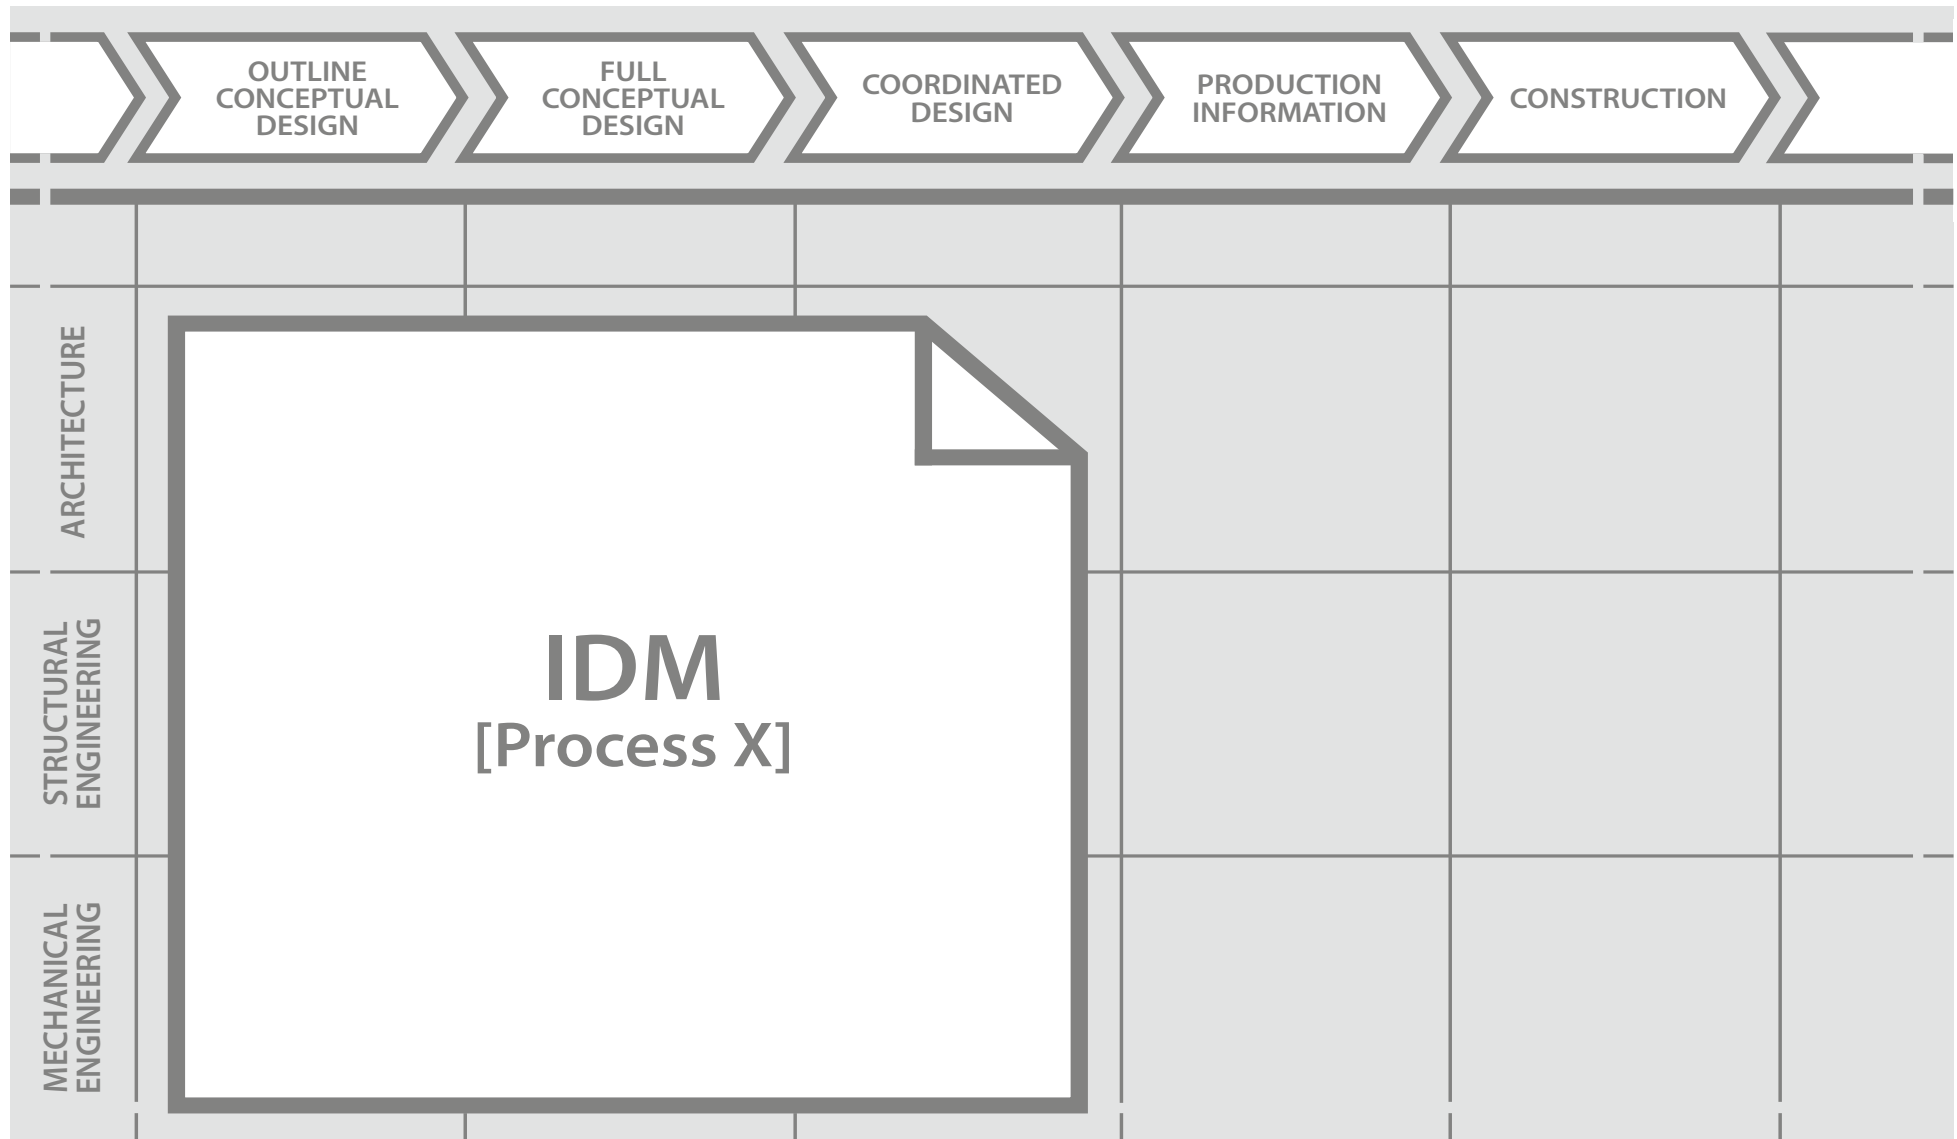 OUTLINE
CONCEPTUAL
DESIGN
FULL
CONCEPTUAL
DESIGN
COORDINATED
DESIGN
PRODUCTION
INFORMATION
CONSTRUCTION
ARCHITECTURE
STRUCTURAL
ENGINEERING
MECHANICAL
ENGINEERING
IDM
[Process X]